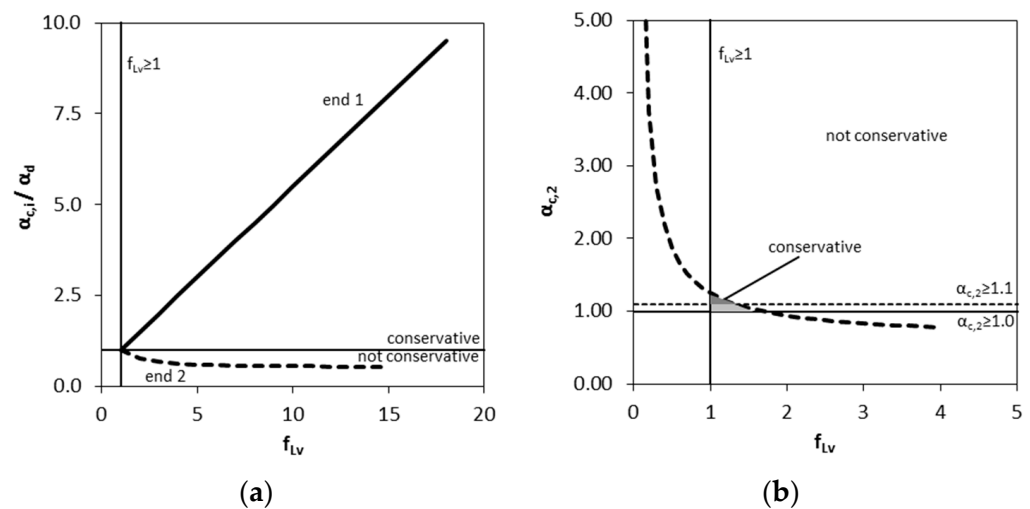 10.0
7.5
5.0
2.5
0.0
0
5
10
15
20
αc,i / αd
fLv
fLv≥1
end 1
end 2
conservative
not conservative
(a)
5.00
4.00
3.00
2.00
1.00
0.00
0
1
2
3
4
5
αc,2
fLv
fLv≥1
not conservative
conservative
αc,2≥1.1
αc,2≥1.0
(b)